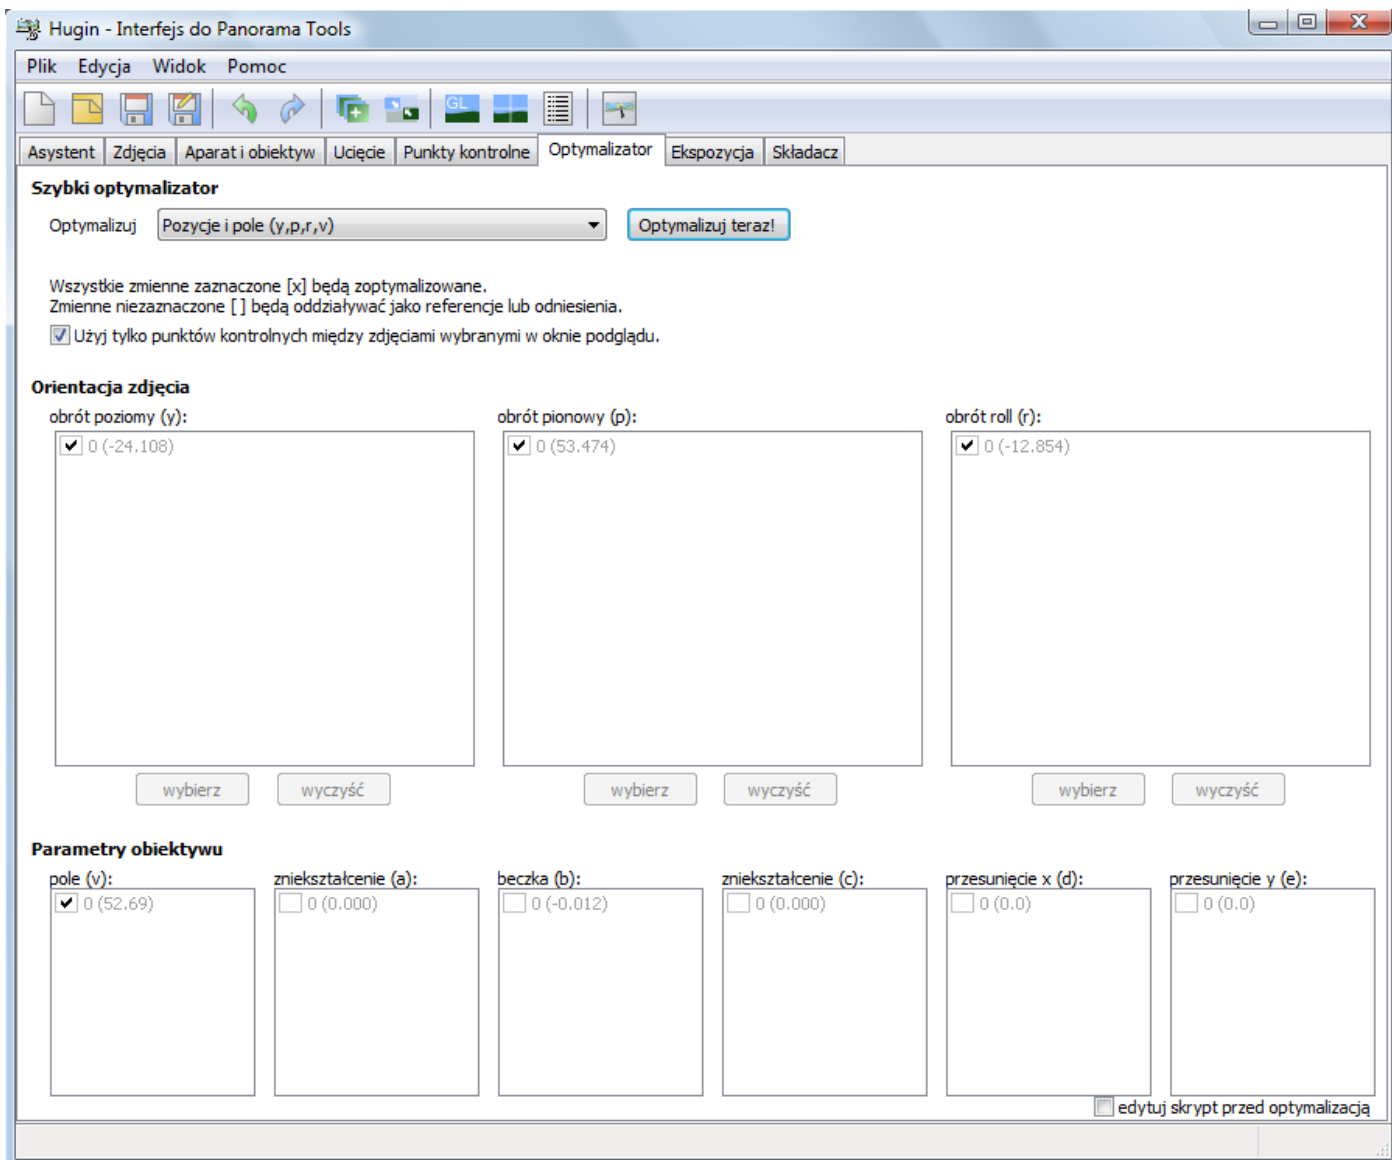 Hugin - Interfejs do Panorama Tools
Plik Edycja Widok Pomoc
GL
Asystent Zdjęcia Aparat i obiektyw Ucięcie Punkty kontrolne Optymalizator Ekspozycja Składacz
Szybki optymalizator
Optymalizuj Pozycje i pole (y,p,r,v) Optymalizuj teraz!
Wszystkie zmienne zaznaczone [x] będą zoptymalizowane.
Zmienne niezaznaczone [ ] będą oddziaływać jako referencje lub odniesienia.
Użyj tylko punktów kontrolnych między zdjęciami wybranymi w oknie podglądu.
Orientacja zdjęcia
obrót poziomy (y): obrót pionowy (p): obrót roll (r):
0 (-24.108) 0 (53.474) 0 (-12.854)
wybierz wyczyść wybierz wyczyść wybierz wyczyść
Parametry obiektywu
pole (v): zniekształcenie (a): beczka (b): zniekształcenie (c): przesunięcie x (d): przesunięcie y (e):
0 (52.69) 0 (0.000) 0 (-0.012) 0 (0.000) 0 (0.0) 0 (0.0)
edytuj skrypt przed optymalizacją